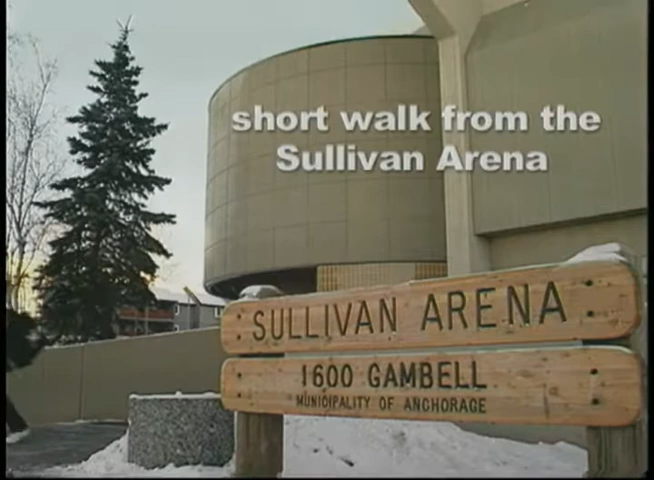 short walk from the
Sullivan Arena
SULLIVAN ARENA
1600 GAMBELL
MUNICIPALITY OF ANCHORAGE